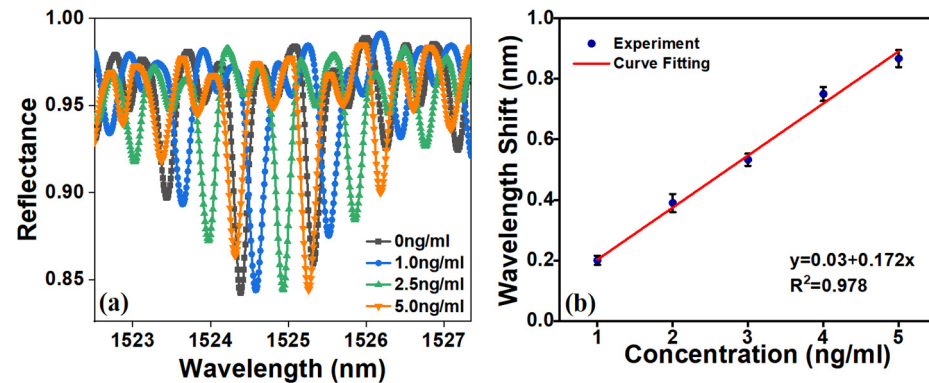 1.00
0.95
0.90
0.85
Reflectance
0ng/ml
1.0ng/ml
2.5ng/ml
5.0ng/ml
(a)
1523 1524 1525 1526 1527
Wavelength (nm)
1.0
0.8
0.6
0.4
0.2
0.0
Wavelength Shift (nm)
Experiment
Curve Fitting
y=0.03+0.172x
R²=0.978
(b)
1 2 3 4 5
Concentration (ng/ml)